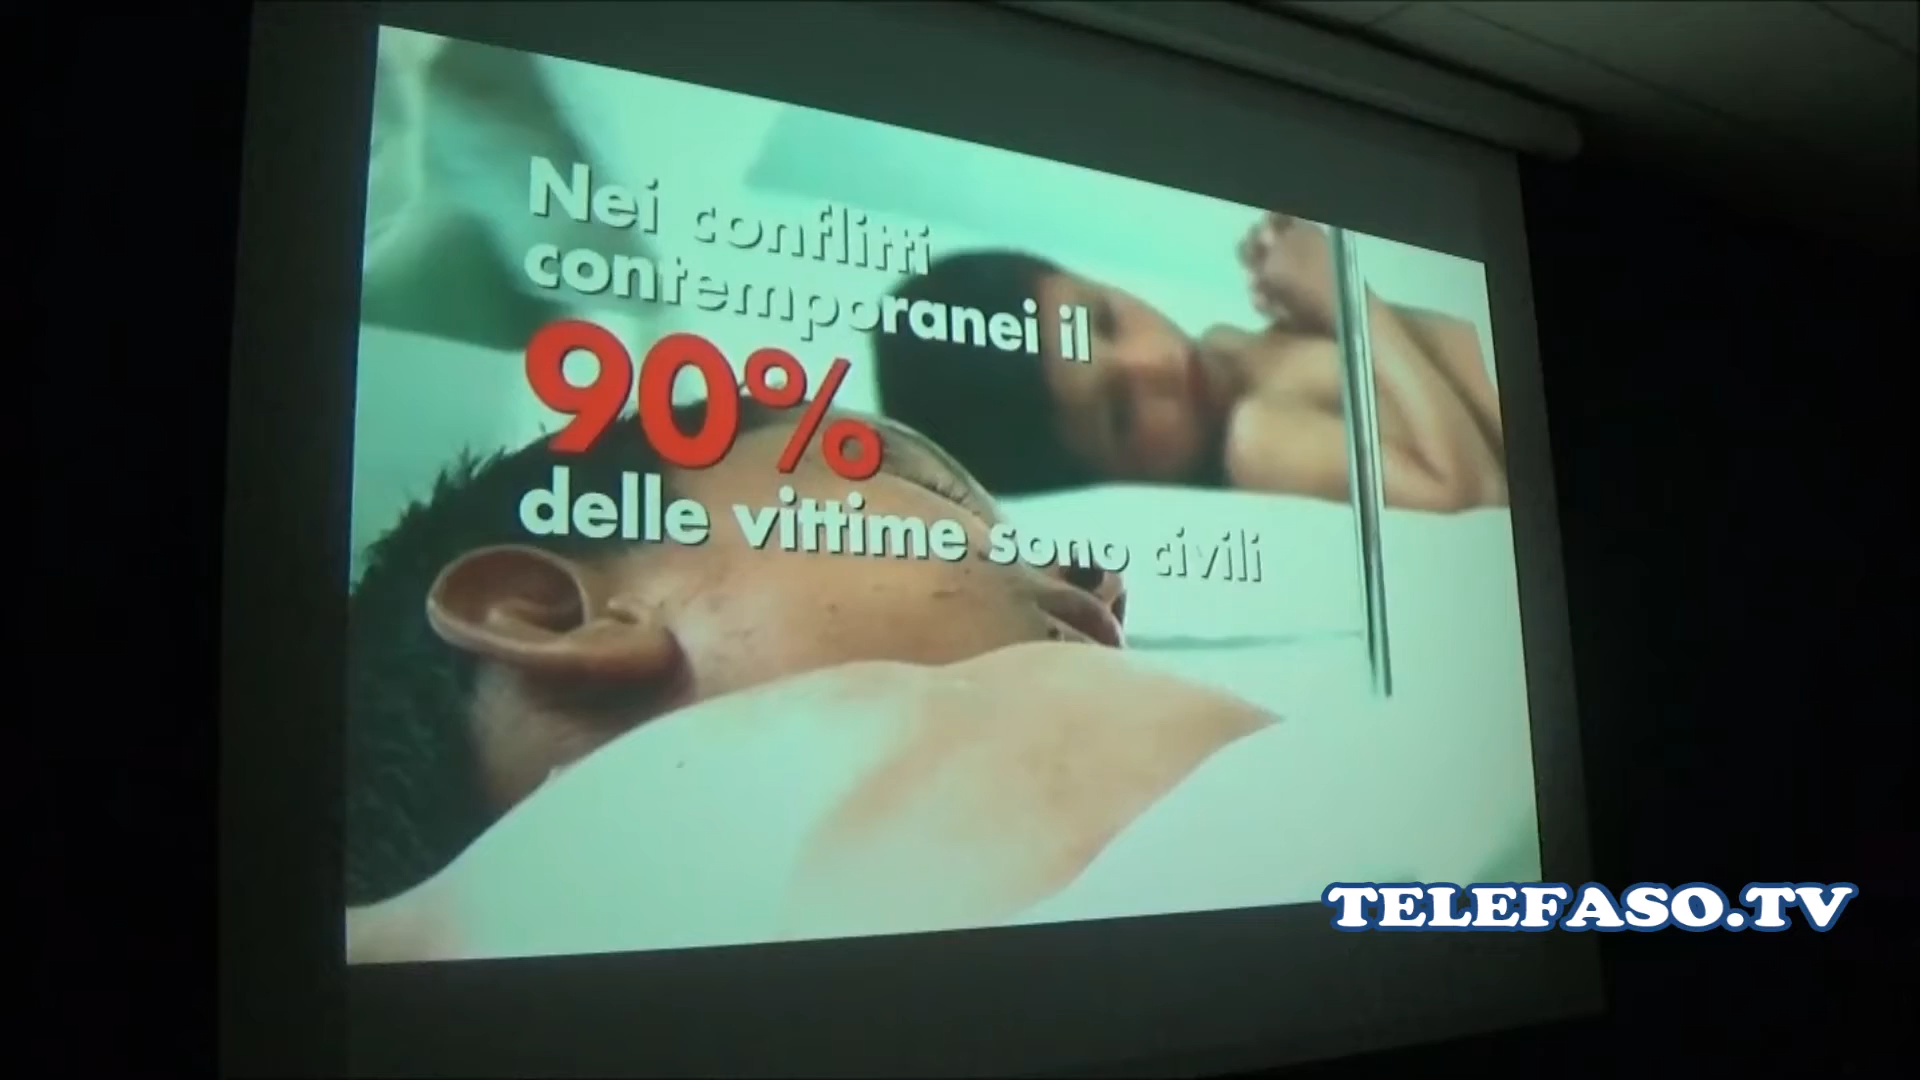 Nei conflitti
contemporanei il
90%
delle vittime sono civili
TELEFASO.TV